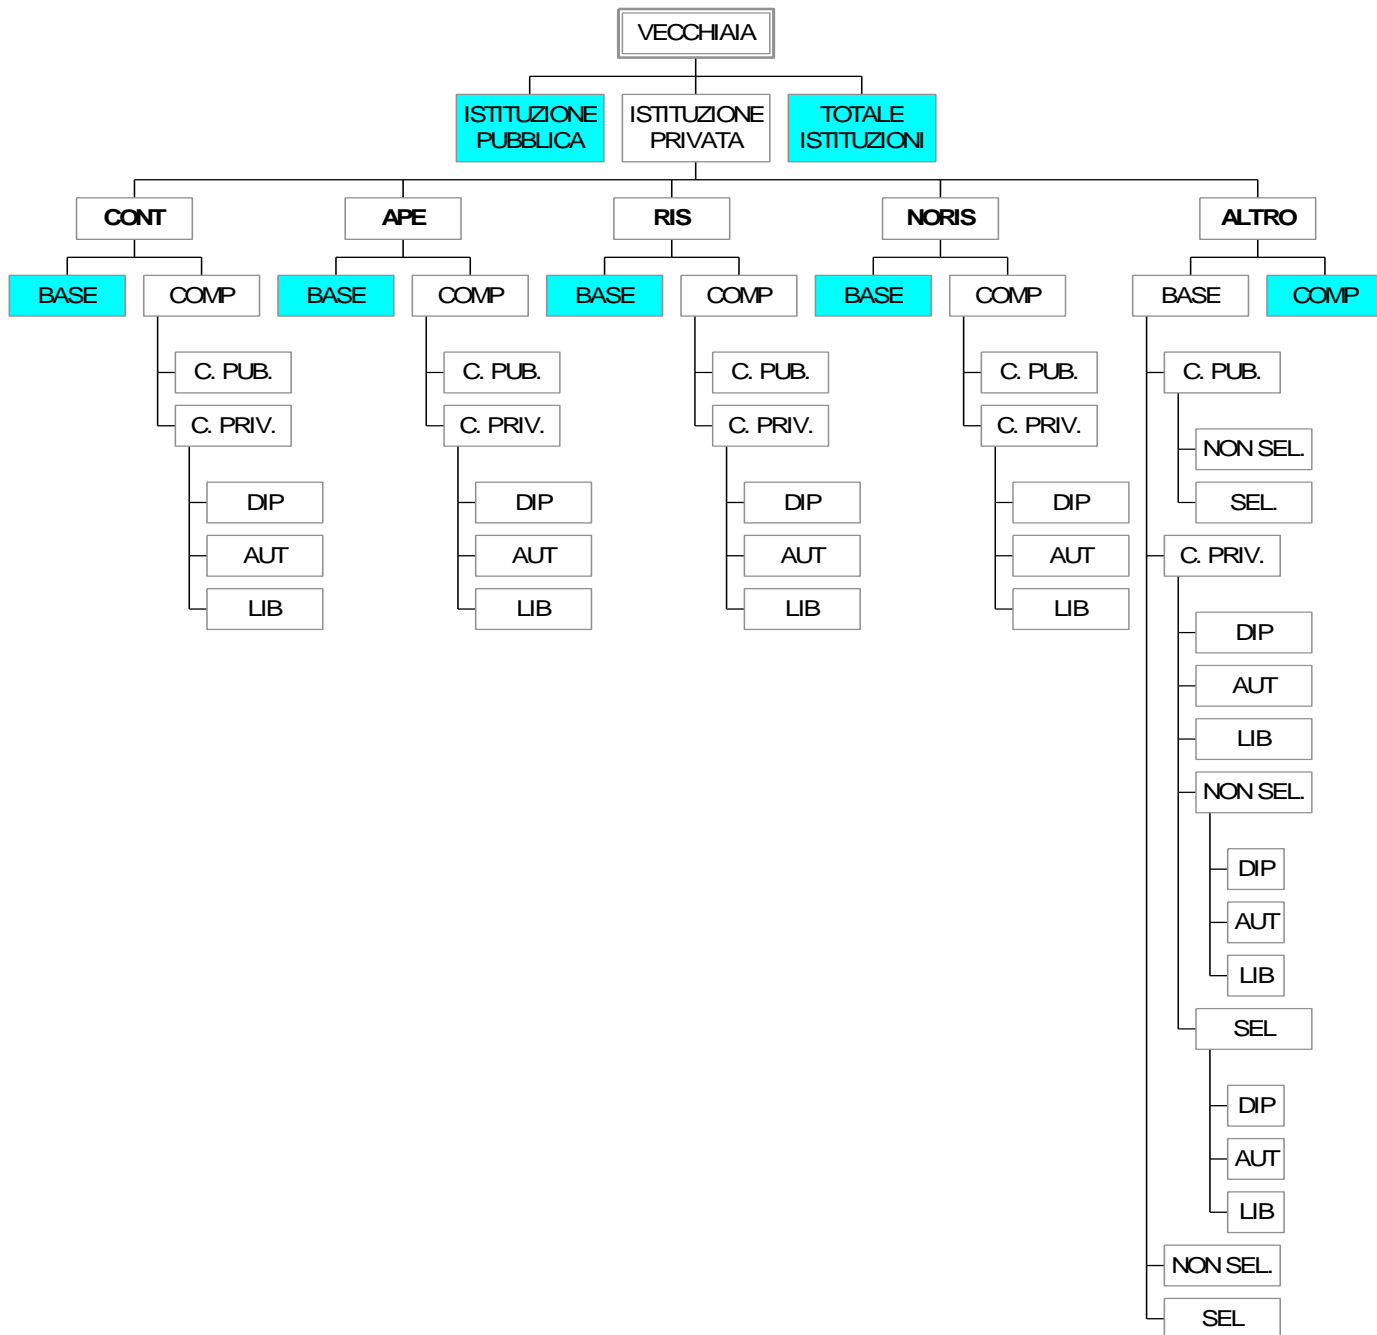 VECCHIAIA
ISTITUZIONE PUBBLICA
ISTITUZIONE PRIVATA
TOTALE ISTITUZIONI
CONT
APE
RIS
NORIS
ALTRO
BASE
COMP
BASE
COMP
BASE
COMP
BASE
COMP
BASE
COMP
C. PUB.
C. PUB.
C. PUB.
C. PUB.
C. PUB.
C. PRIV.
C. PRIV.
C. PRIV.
C. PRIV.
NON SEL.
DIP
DIP
DIP
DIP
SEL.
AUT
AUT
AUT
AUT
C. PRIV.
LIB
LIB
LIB
LIB
DIP
AUT
LIB
NON SEL.
DIP
AUT
LIB
SEL
DIP
AUT
LIB
NON SEL.
SEL